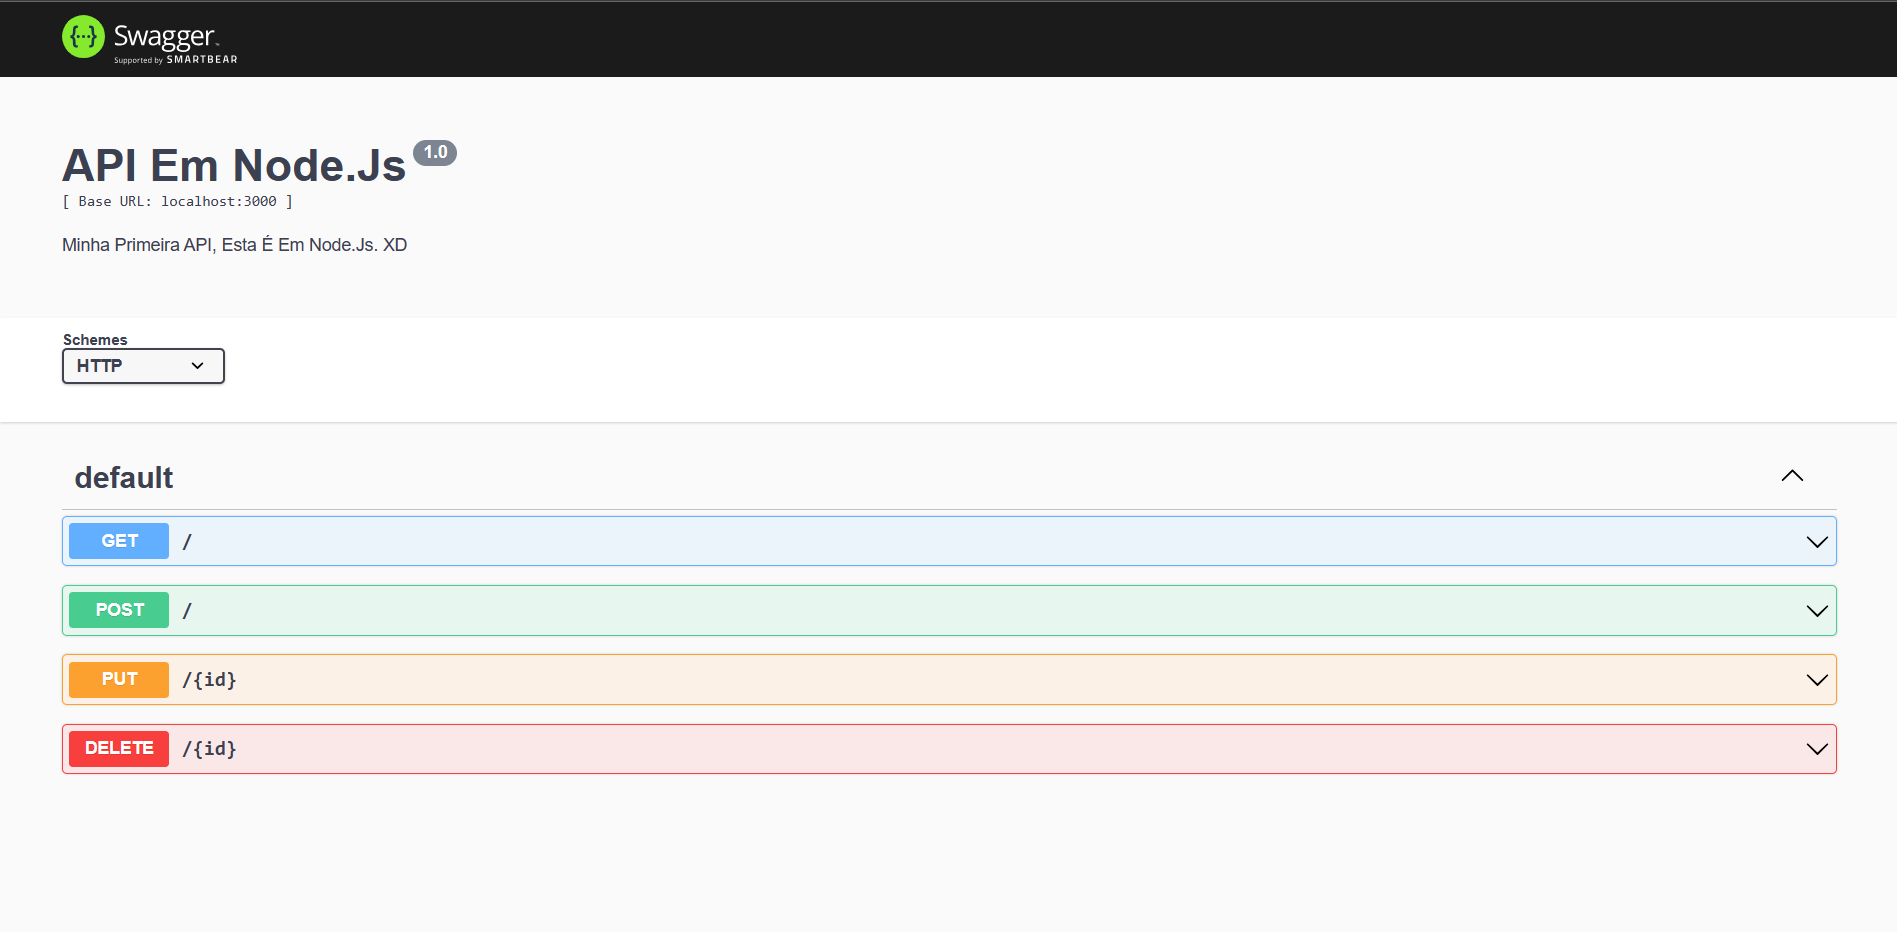 {···} Swagger™
Supported by SMARTBEAR
API Em Node.Js 1.0
[ Base URL: localhost:3000 ]
Minha Primeira API, Esta É Em Node.Js. XD
Schemes
HTTP
default
GET /
POST /
PUT /{id}
DELETE /{id}